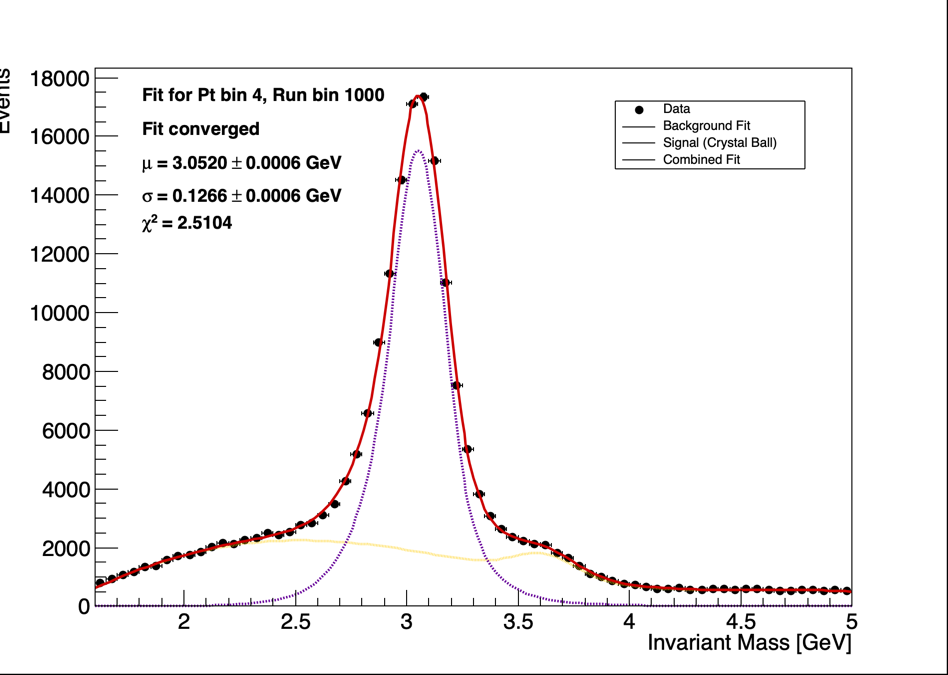 Events
18000
16000
14000
12000
10000
8000
6000
4000
2000
0
Fit for Pt bin 4, Run bin 1000
Fit converged
μ = 3.0520 ± 0.0006 GeV
σ = 0.1266 ± 0.0006 GeV
χ² = 2.5104
Data
Background Fit
Signal (Crystal Ball)
Combined Fit
2 2.5 3 3.5 4 4.5 5
Invariant Mass [GeV]